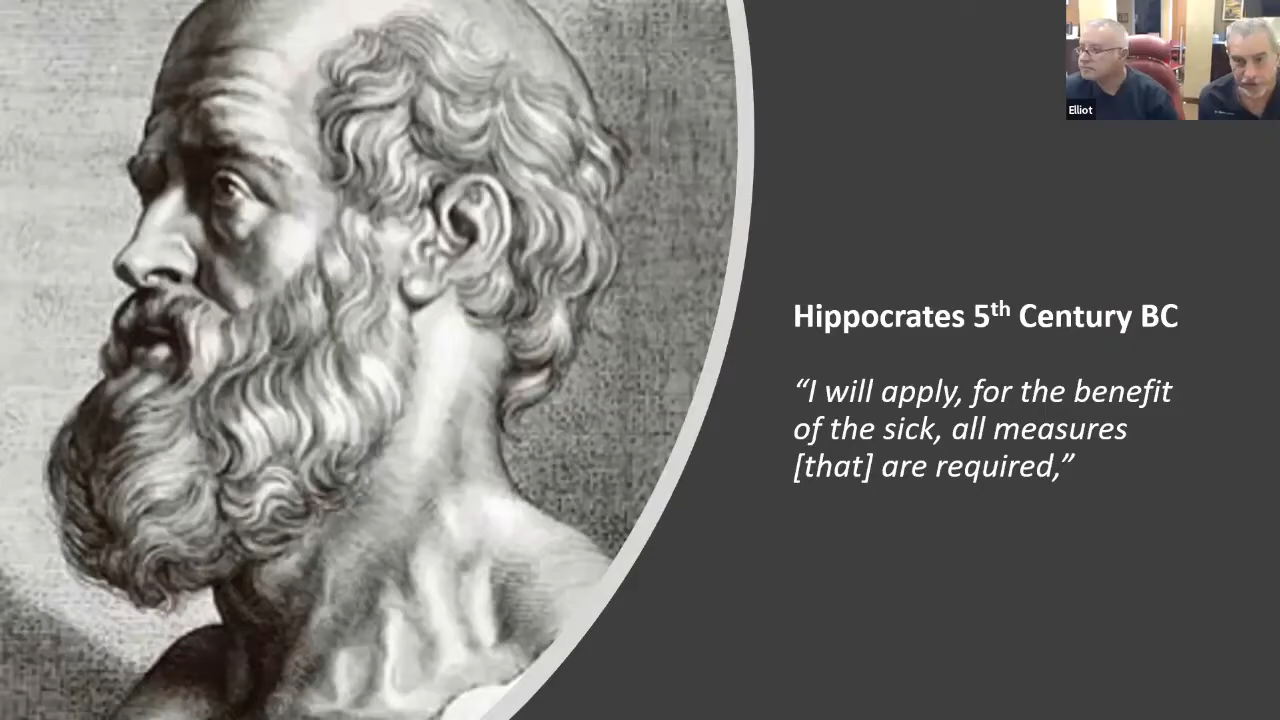 Elliot
Hippocrates 5th Century BC
“I will apply, for the benefit
of the sick, all measures
[that] are required,”